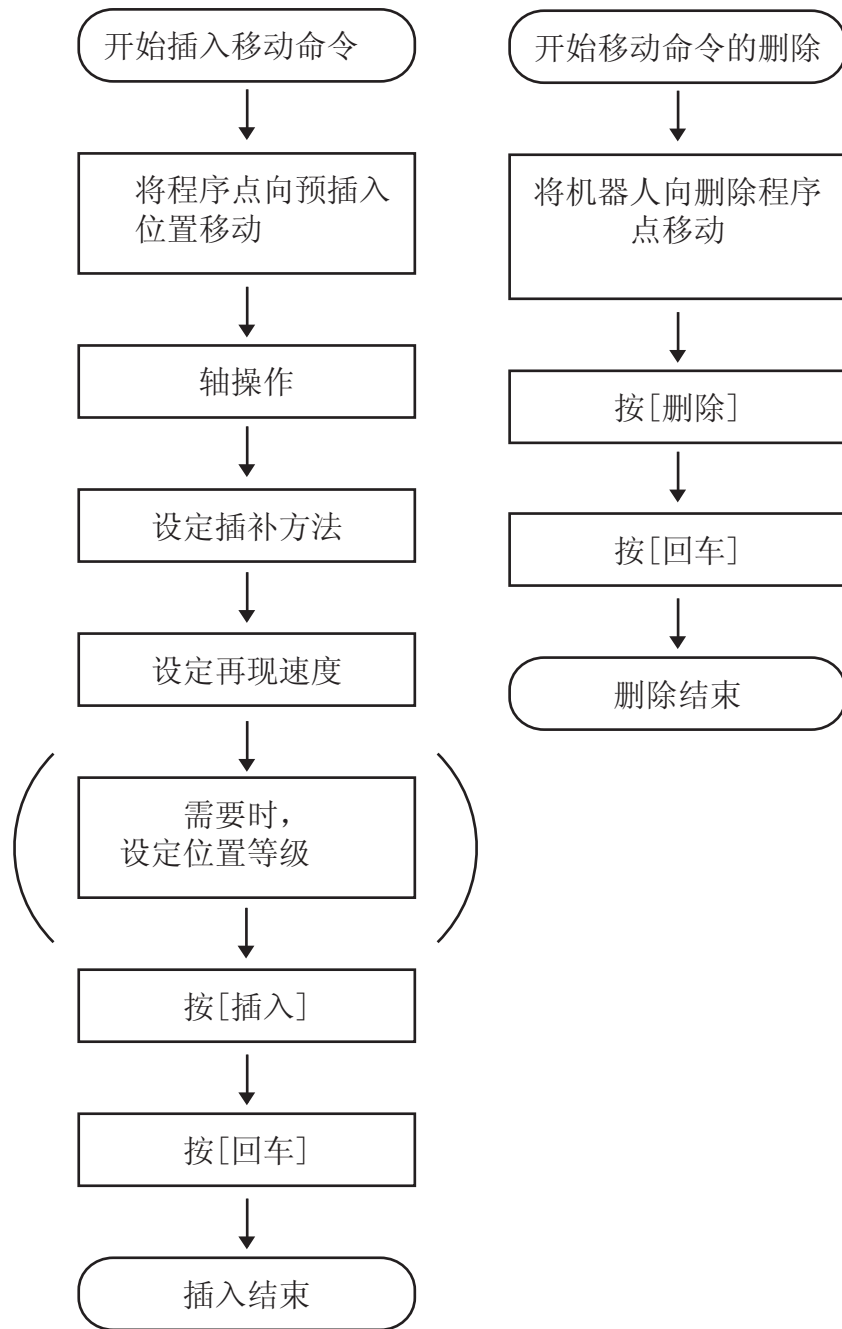 开始插入移动命令
将程序点向预插入
位置移动
轴操作
设定插补方法
设定再现速度
需要时，
设定位置等级
按[插入]
按[回车]
插入结束
开始移动命令的删除
将机器人向删除程序
点移动
按[删除]
按[回车]
删除结束